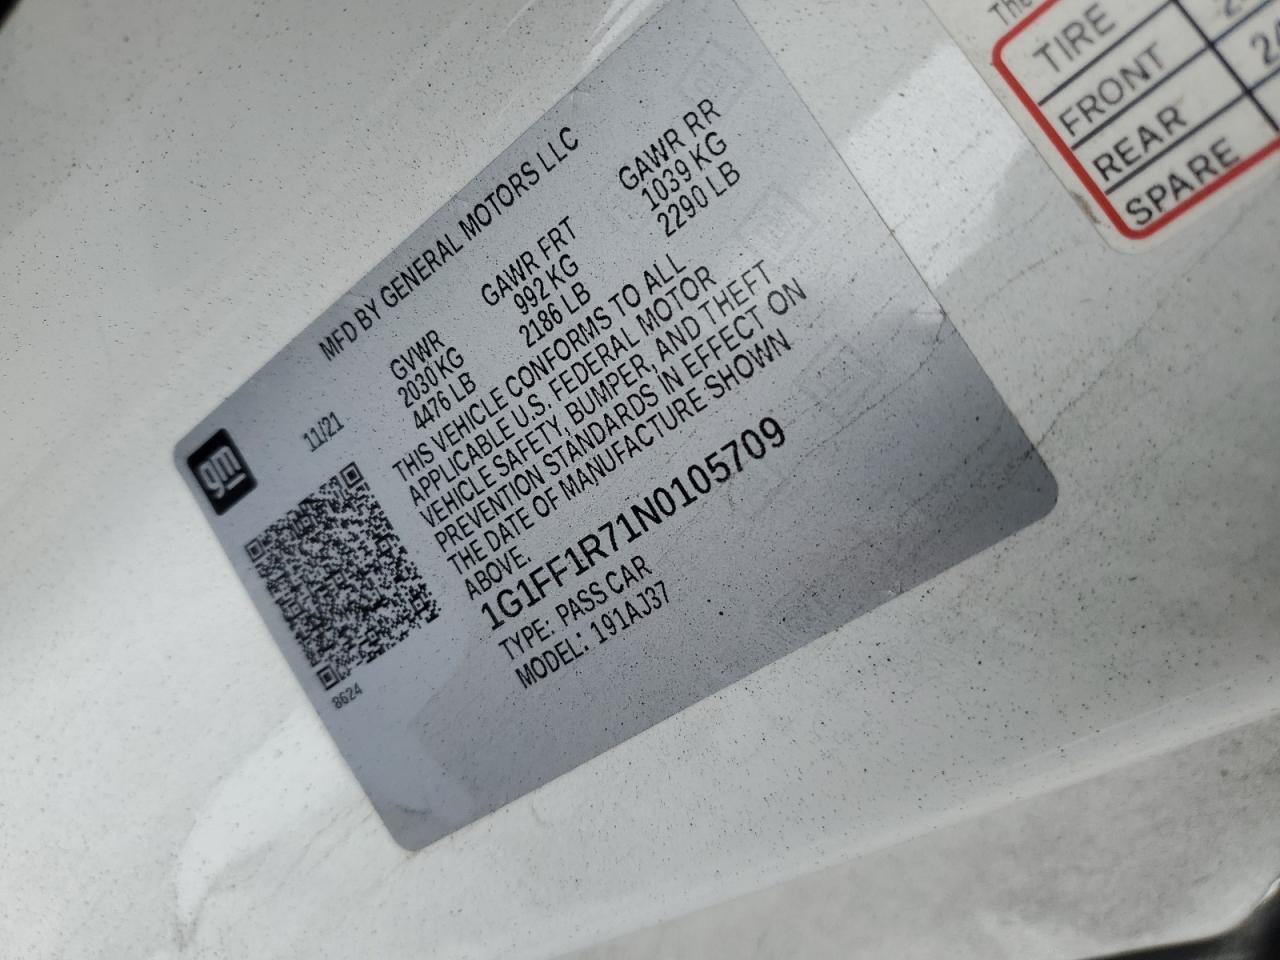 gm
MFD BY GENERAL MOTORS LLC
11/21
GVWR GAWR FRT GAWR RR
2030 KG 992 KG 1039 KG
4476 LB 2186 LB 2290 LB
THIS VEHICLE CONFORMS TO ALL
APPLICABLE U.S. FEDERAL MOTOR
VEHICLE SAFETY, BUMPER, AND THEFT
PREVENTION STANDARDS IN EFFECT ON
THE DATE OF MANUFACTURE SHOWN
ABOVE.
1G1FF1R71N0105709
TYPE: PASS CAR
MODEL: 191AJ37
8624
The
TIRE
FRONT
REAR
SPARE